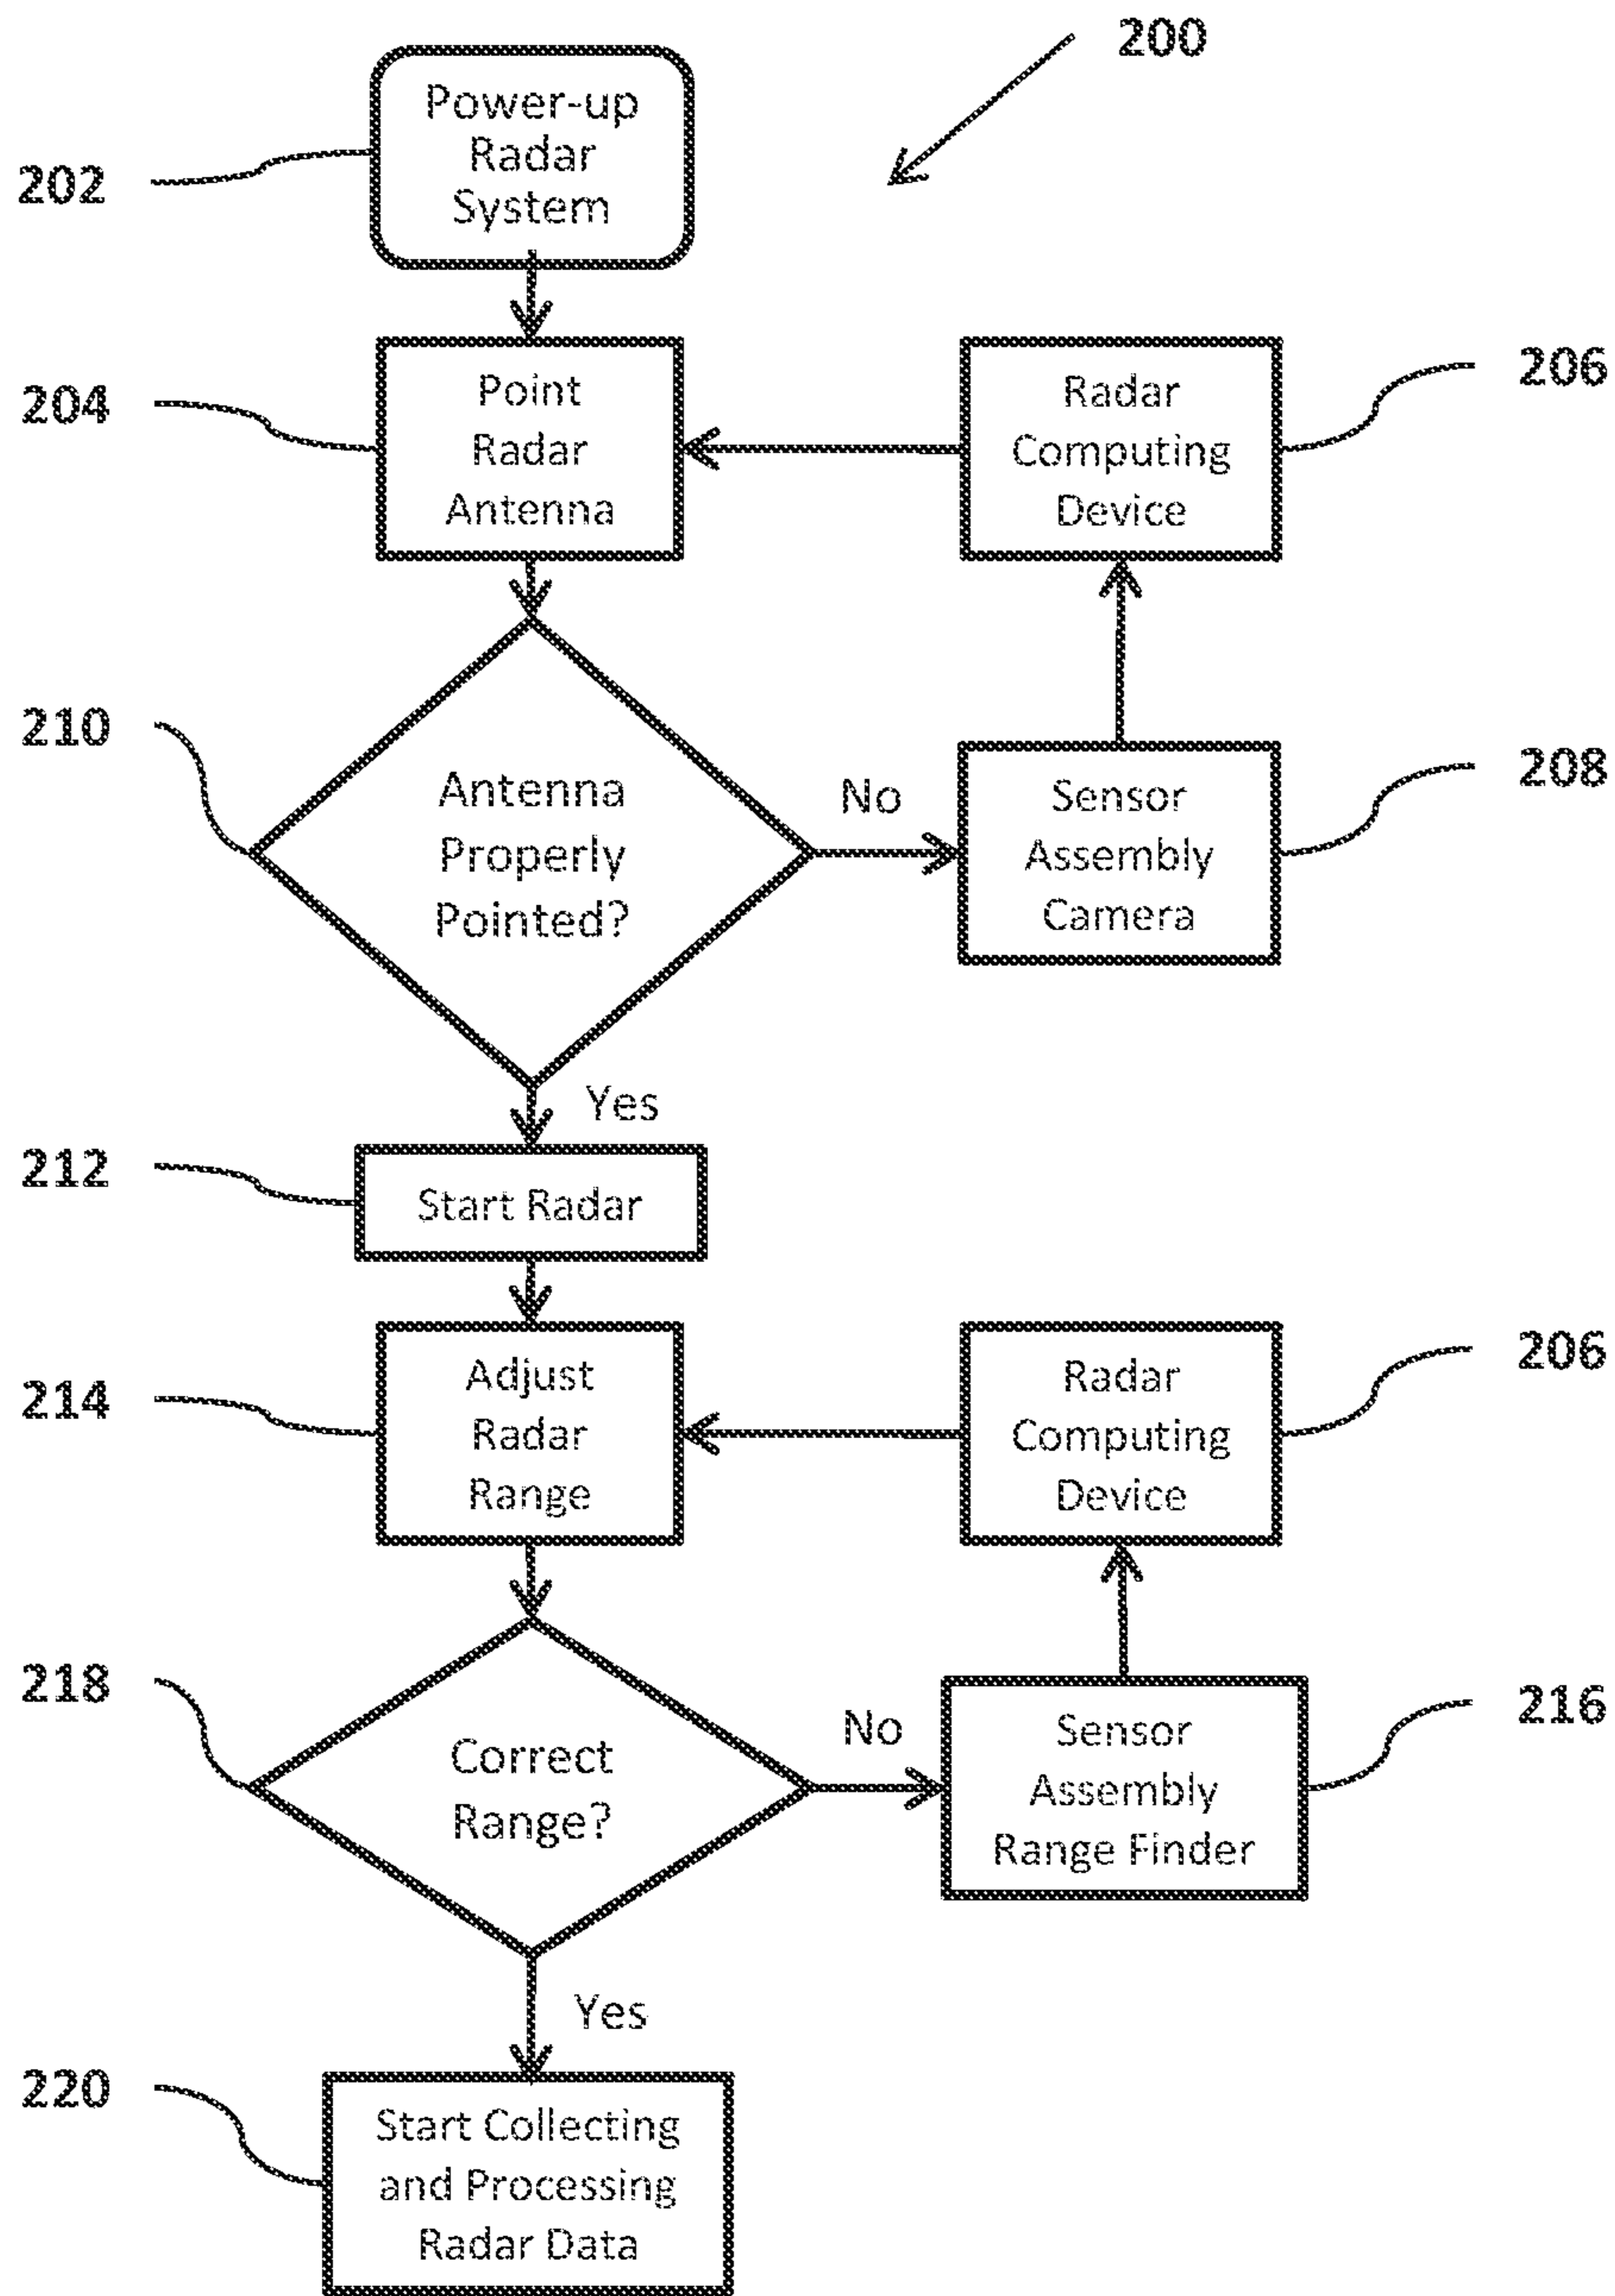 200
202
Power-up
Radar
System
204
Point
Radar
Antenna
206
Radar
Computing
Device
210
Antenna
Properly
Pointed?
No
208
Sensor
Assembly
Camera
Yes
212
Start Radar
214
Adjust
Radar
Range
206
Radar
Computing
Device
218
Correct
Range?
No
216
Sensor
Assembly
Range Finder
Yes
220
Start Collecting
and Processing
Radar Data